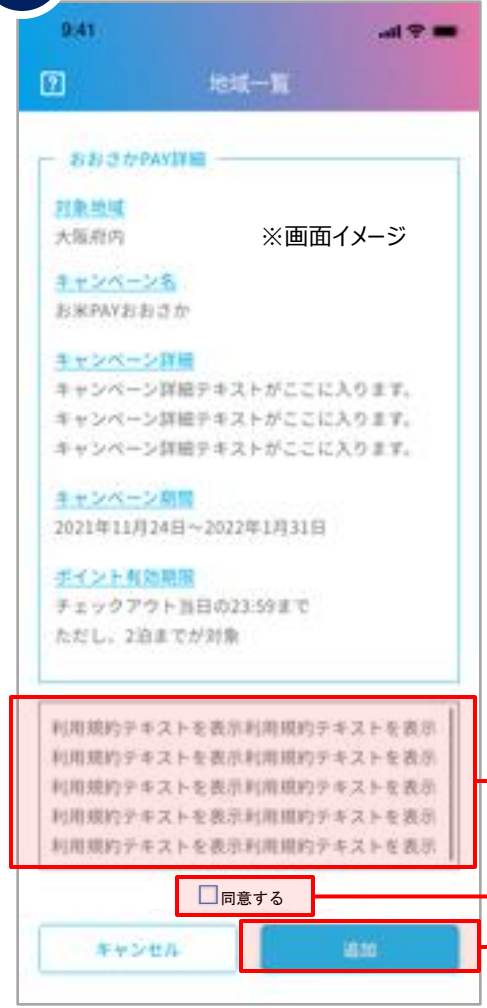 9:41
地域一覧
おおさかPAY詳細
対象地域
大阪府内
※画面イメージ
キャンペーン名
お米PAYおおさか
キャンペーン詳細
キャンペーン詳細テキストがここに入ります。
キャンペーン詳細テキストがここに入ります。
キャンペーン詳細テキストがここに入ります。
キャンペーン期間
2021年11月24日～2022年1月31日
ポイント有効期限
チェックアウト当日の23:59まで
ただし、2泊までが対象
利用規約テキストを表示利用規約テキストを表示
利用規約テキストを表示利用規約テキストを表示
利用規約テキストを表示利用規約テキストを表示
利用規約テキストを表示利用規約テキストを表示
利用規約テキストを表示利用規約テキストを表示
同意する
キャンセル
追加